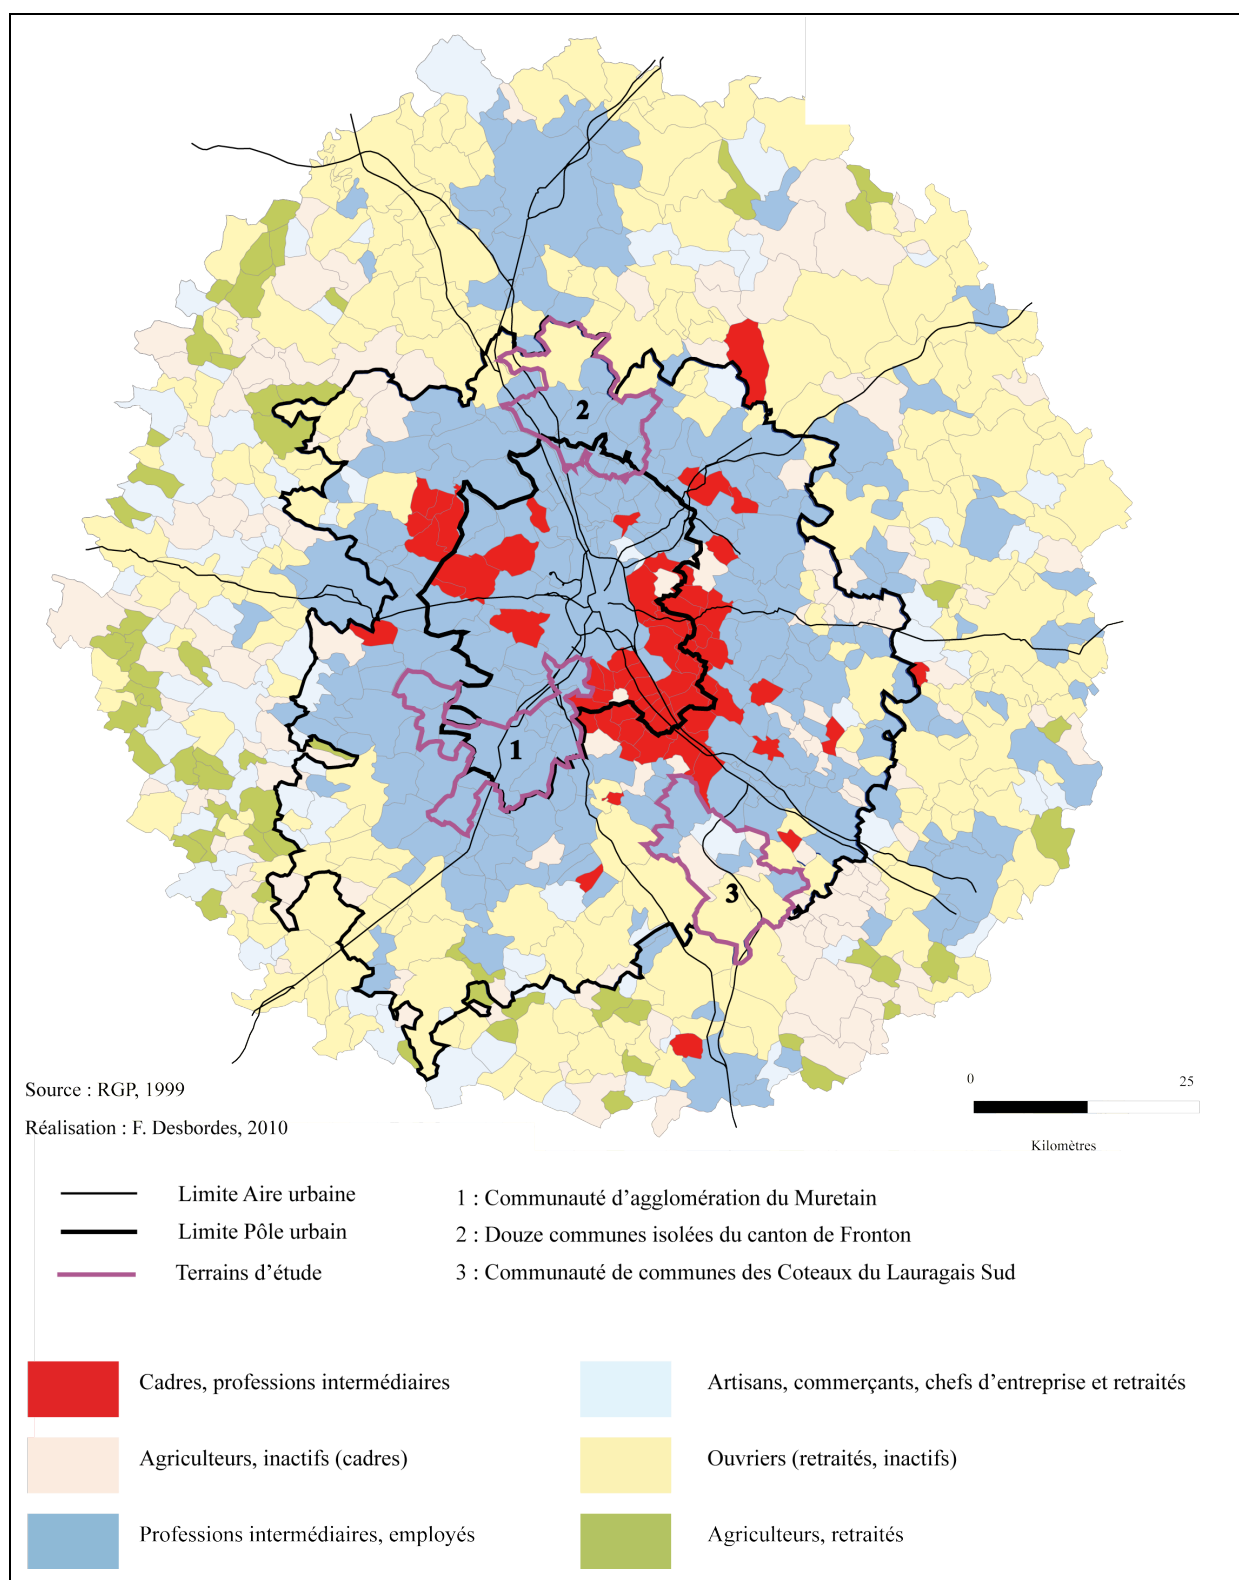 2
1
3
Source : RGP, 1999
Réalisation : F. Desbordes, 2010
0 25
Kilomètres
Limite Aire urbaine
Limite Pôle urbain
Terrains d'étude
1 : Communauté d'agglomération du Muretain
2 : Douze communes isolées du canton de Fronton
3 : Communauté de communes des Coteaux du Lauragais Sud
Cadres, professions intermédiaires
Agriculteurs, inactifs (cadres)
Professions intermédiaires, employés
Artisans, commerçants, chefs d'entreprise et retraités
Ouvriers (retraités, inactifs)
Agriculteurs, retraités